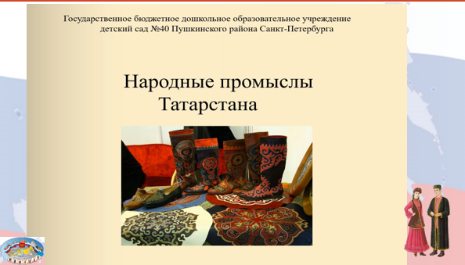 Государственное бюджетное дошкольное образовательное учреждение
детский сад №40 Пушкинского района Санкт-Петербурга
Народные промыслы
Татарстана